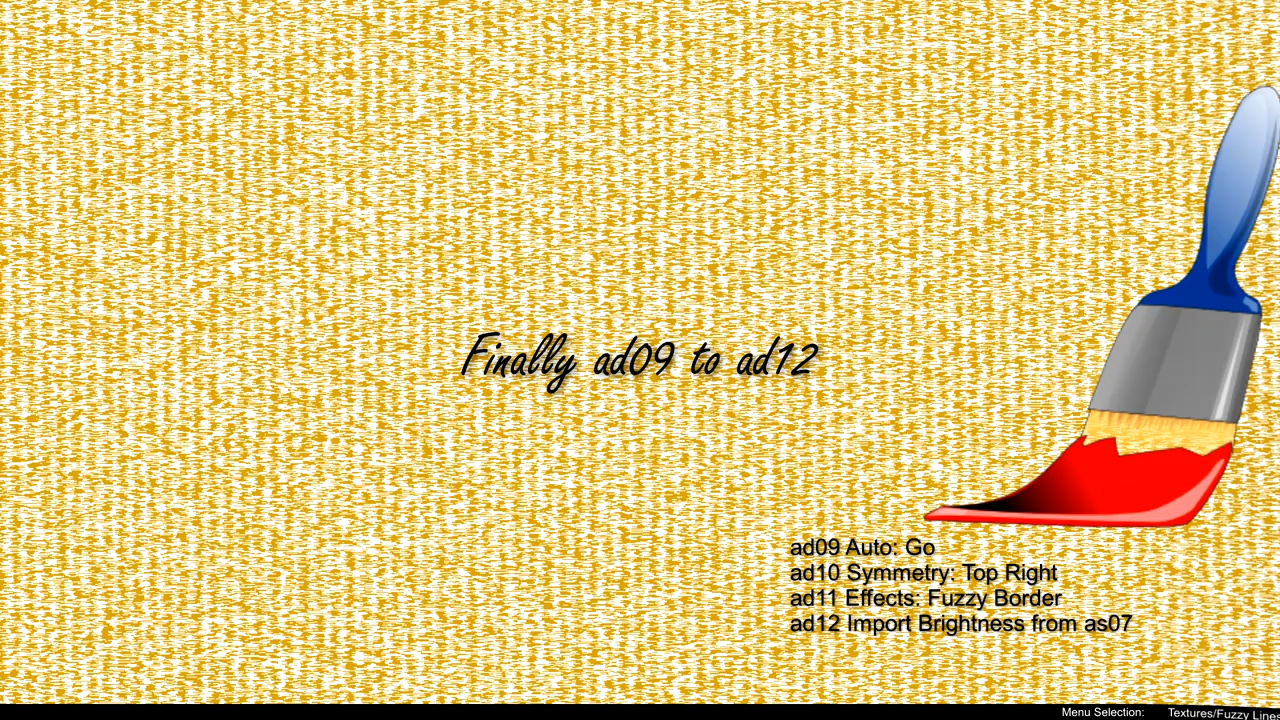 Finally ad09 to ad12
ad09 Auto: Go
ad10 Symmetry: Top Right
ad11 Effects: Fuzzy Border
ad12 Import Brightness from as07
Menu Selection: Textures/Fuzzy Lines